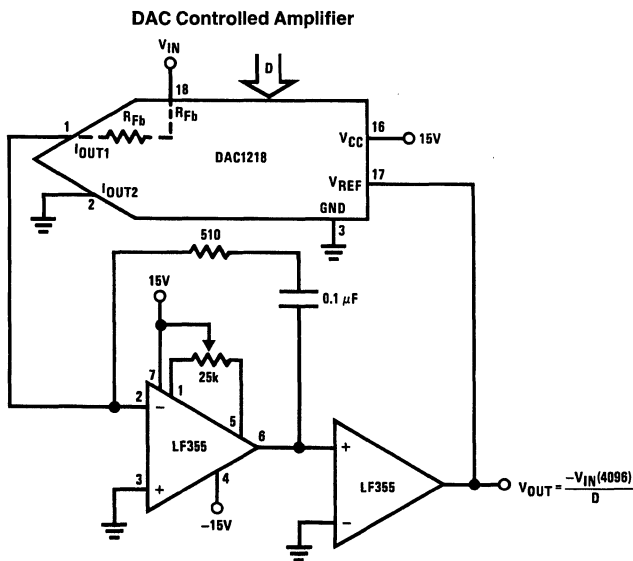 DAC Controlled Amplifier
VIN
D
18
RFb
RFb
1
IOUT1
DAC1218
VCC
16
15V
17
VREF
IOUT2
2
GND
3
510
15V
0.1 µF
7
1
25k
2
−
5
LF355
6
3
+
4
−15V
+
LF355
−
VOUT = −VIN(4096)
D